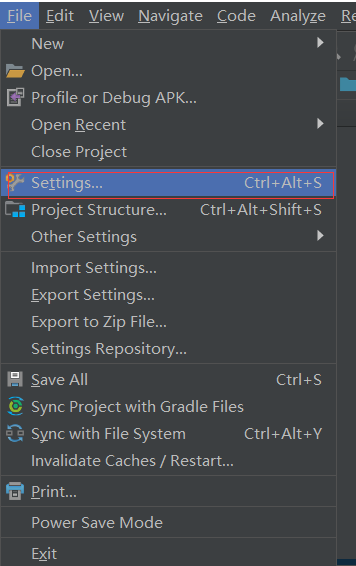 File Edit View Navigate Code Analyze Re
New
Open...
Profile or Debug APK...
Open Recent
Close Project
Settings... Ctrl+Alt+S
Project Structure... Ctrl+Alt+Shift+S
Other Settings
Import Settings...
Export Settings...
Export to Zip File...
Settings Repository...
Save All Ctrl+S
Sync Project with Gradle Files
Sync with File System Ctrl+Alt+Y
Invalidate Caches / Restart...
Print...
Power Save Mode
Exit